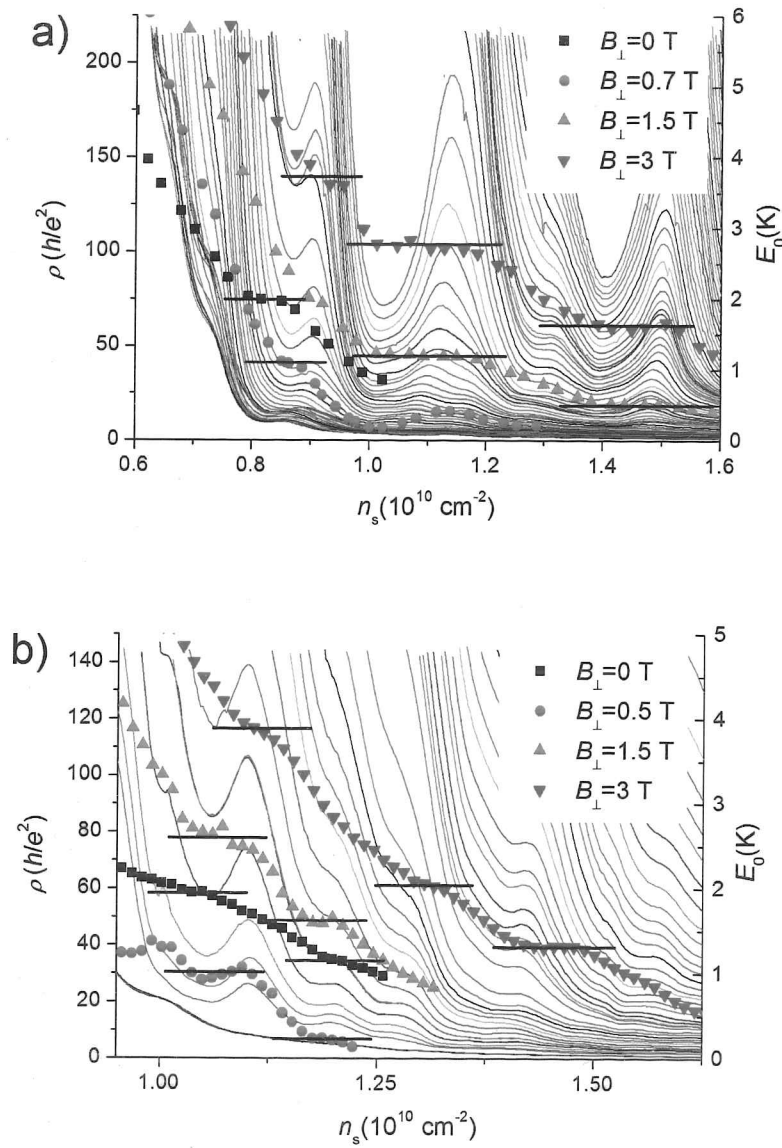 a)
B⊥=0 T
B⊥=0.7 T
B⊥=1.5 T
B⊥=3 T
200
150
100
50
0
ρ (h/e²)
6
5
4
3
2
1
0
E₀(K)
0.6 0.8 1.0 1.2 1.4 1.6
nₛ(10¹⁰ cm⁻²)
b)
B⊥=0 T
B⊥=0.5 T
B⊥=1.5 T
B⊥=3 T
140
120
100
80
60
40
20
0
ρ (h/e²)
5
4
3
2
1
0
E₀(K)
1.00 1.25 1.50
nₛ(10¹⁰ cm⁻²)